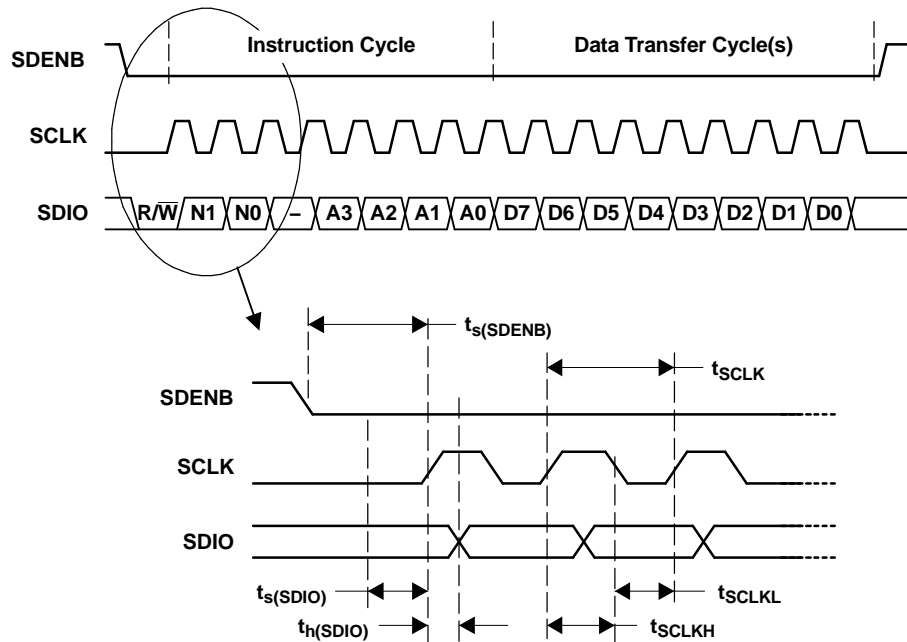 Instruction Cycle Data Transfer Cycle(s)
SDENB
SCLK
SDIO R/W̅ N1 N0 – A3 A2 A1 A0 D7 D6 D5 D4 D3 D2 D1 D0
ts(SDENB)
tSCLK
SDENB
SCLK
SDIO
ts(SDIO) tSCLKL
th(SDIO) tSCLKH